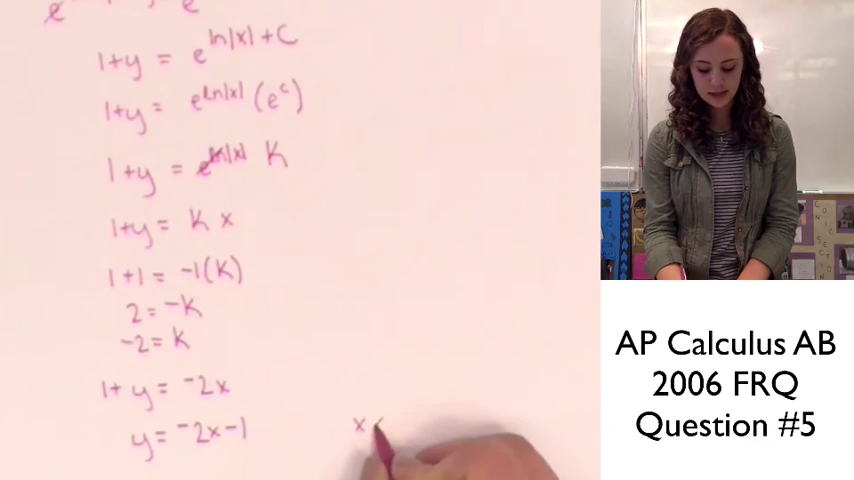 1+y = e^ln|x|+C
1+y = e^ln|x| (e^c)
1+y = e^ln|x| K
1+y = K x
1+1 = -1(K)
2 = -K
-2 = K
1+y = -2x
y = -2x-1
x <
AP Calculus AB
2006 FRQ
Question #5